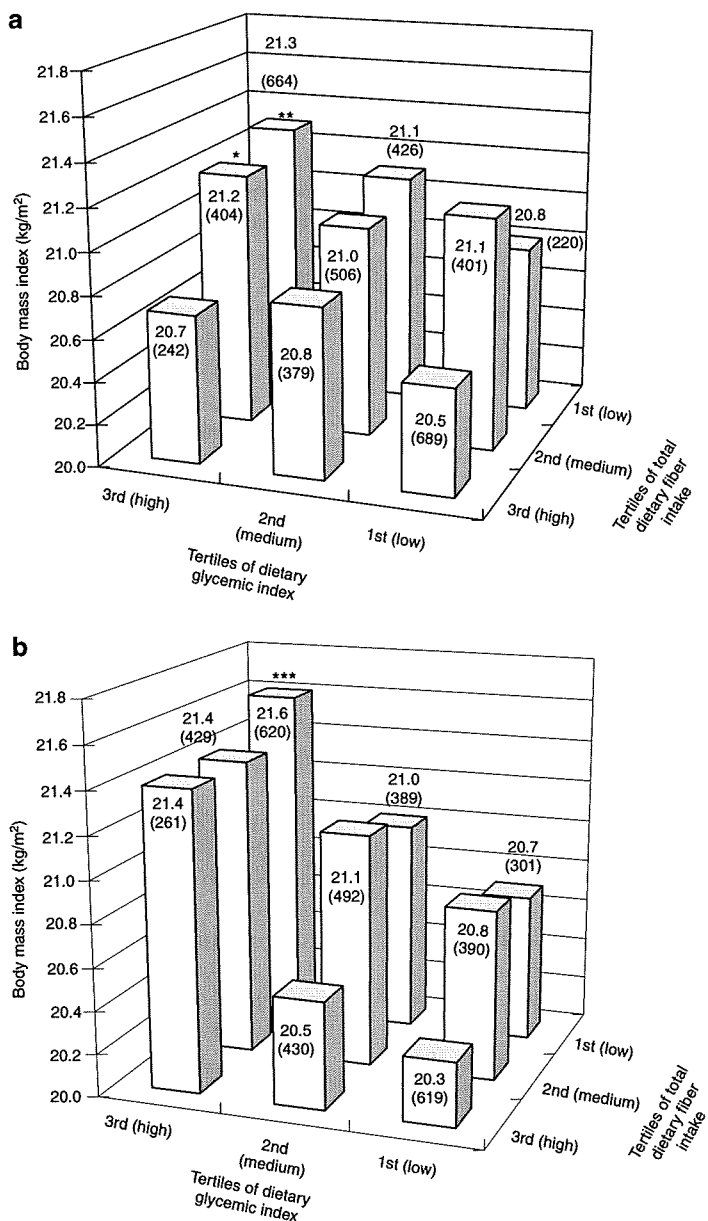 a
21.8
21.6
21.4
21.2
21.0
20.8
20.6
20.4
20.2
20.0
Body mass index (kg/m²)
21.3
(664)
**
*
21.2
(404)
21.1
(426)
20.8
(220)
21.0
(506)
21.1
(401)
20.7
(242)
20.8
(379)
20.5
(689)
3rd (high)
2nd
(medium)
1st (low)
Tertiles of dietary
glycemic index
1st (low)
2nd (medium)
3rd (high)
Tertiles of total
dietary fiber
intake
b
21.8
21.6
21.4
21.2
21.0
20.8
20.6
20.4
20.2
20.0
Body mass index (kg/m²)
***
21.6
(620)
21.4
(429)
21.4
(261)
21.0
(389)
21.1
(492)
20.7
(301)
20.8
(390)
20.5
(430)
20.3
(619)
3rd (high)
2nd
(medium)
1st (low)
Tertiles of dietary
glycemic index
1st (low)
2nd (medium)
3rd (high)
Tertiles of total
dietary fiber
intake